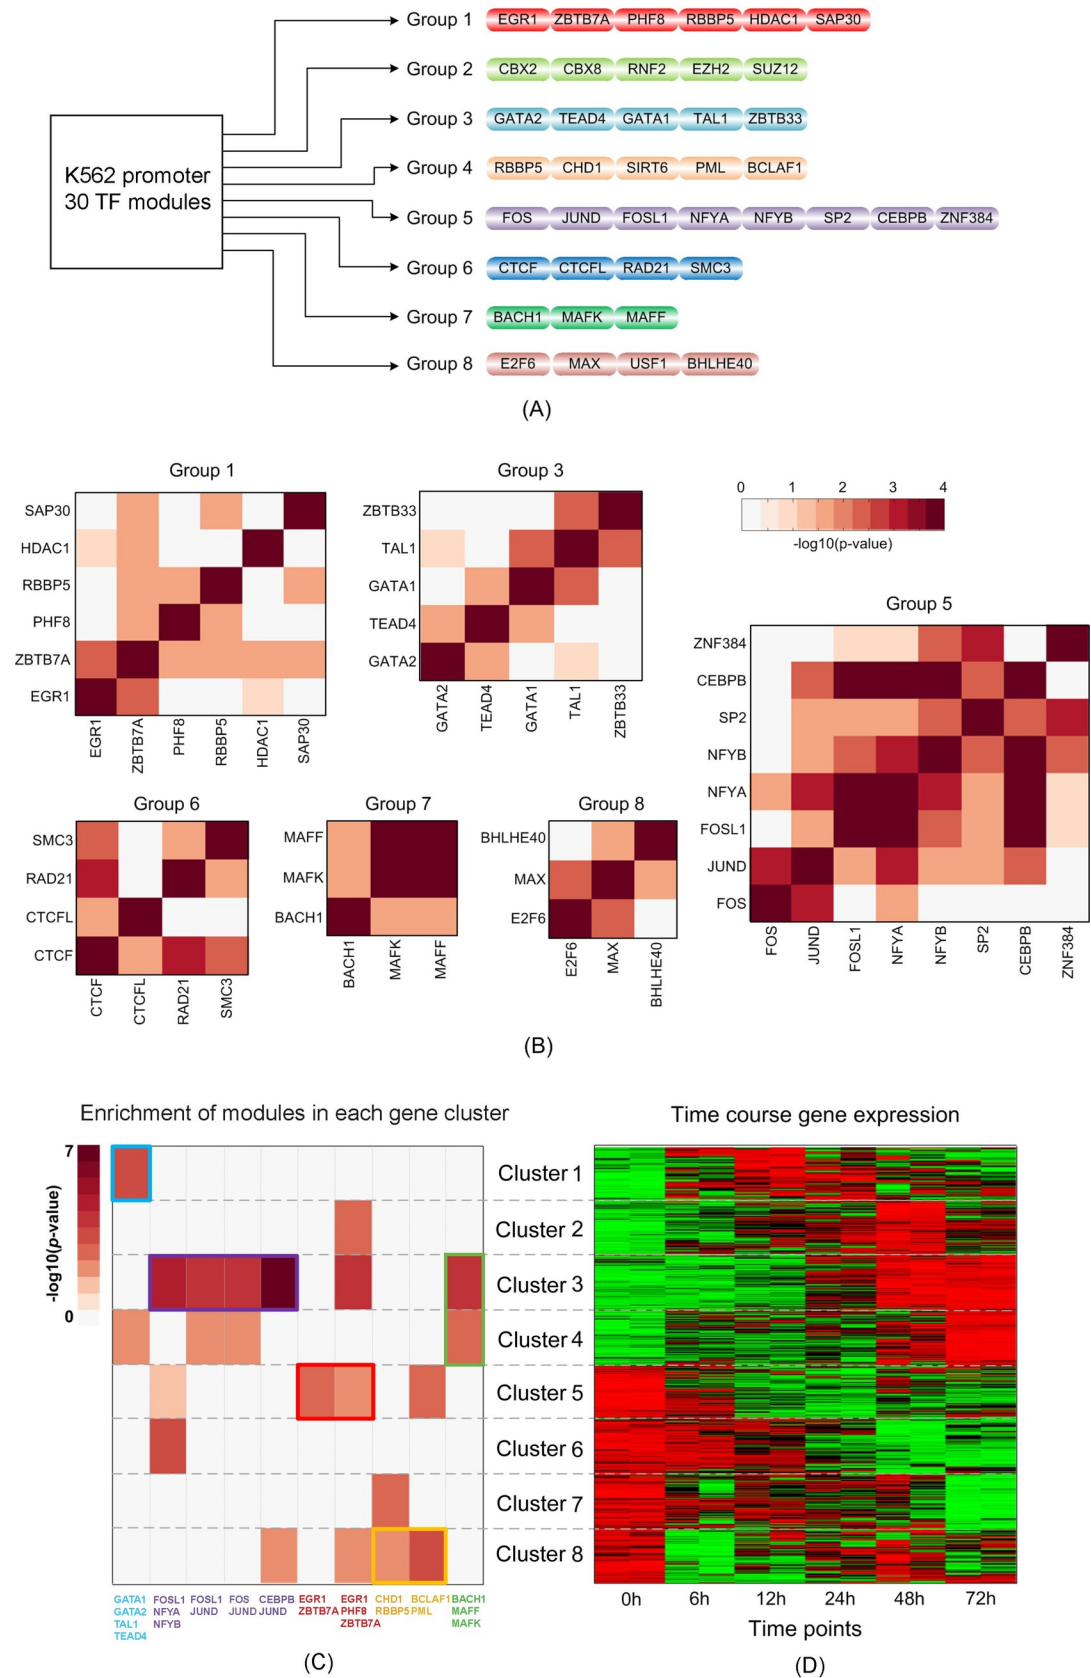 K562 promoter
30 TF modules
Group 1 EGR1 ZBTB7A PHF8 RBBP5 HDAC1 SAP30
Group 2 CBX2 CBX8 RNF2 EZH2 SUZ12
Group 3 GATA2 TEAD4 GATA1 TAL1 ZBTB33
Group 4 RBBP5 CHD1 SIRT6 PML BCLAF1
Group 5 FOS JUND FOSL1 NFYA NFYB SP2 CEBPB ZNF384
Group 6 CTCF CTCFL RAD21 SMC3
Group 7 BACH1 MAFK MAFF
Group 8 E2F6 MAX USF1 BHLHE40
(A)
Group 1
SAP30
HDAC1
RBBP5
PHF8
ZBTB7A
EGR1
EGR1 ZBTB7A PHF8 RBBP5 HDAC1 SAP30
Group 3
ZBTB33
TAL1
GATA1
TEAD4
GATA2
GATA2 TEAD4 GATA1 TAL1 ZBTB33
0 1 2 3 4
-log10(p-value)
Group 5
ZNF384
CEBPB
SP2
NFYB
NFYA
FOSL1
JUND
FOS
FOS JUND FOSL1 NFYA NFYB SP2 CEBPB ZNF384
Group 6
SMC3
RAD21
CTCFL
CTCF
CTCF CTCFL RAD21 SMC3
Group 7
MAFF
MAFK
BACH1
BACH1 MAFK MAFF
Group 8
BHLHE40
MAX
E2F6
E2F6 MAX BHLHE40
(B)
Enrichment of modules in each gene cluster
7
-log10(p-value)
0
Cluster 1
Cluster 2
Cluster 3
Cluster 4
Cluster 5
Cluster 6
Cluster 7
Cluster 8
GATA1 FOSL1 FOSL1 FOS CEBPB EGR1 EGR1 CHD1 BCLAF1 BACH1
GATA2 NFYA JUND JUND JUND ZBTB7A PHF8 RBBP5 PML MAFF
TAL1 NFYB ZBTB7A MAFK
TEAD4
(C)
Time course gene expression
0h 6h 12h 24h 48h 72h
Time points
(D)